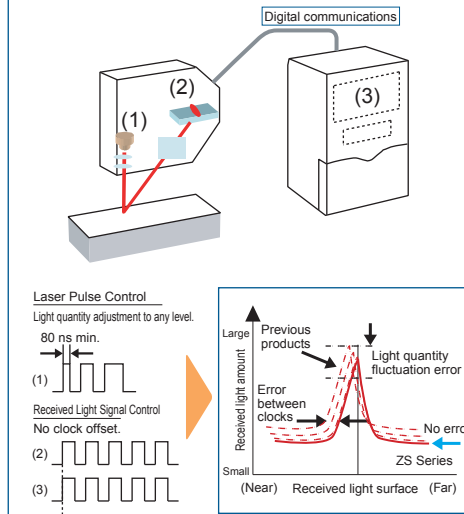 Digital communications
(2)
(3)
(1)
Laser Pulse Control
Light quantity adjustment to any level.
80 ns min.
(1)
Received Light Signal Control
No clock offset.
(2)
(3)
Large
Previous
products
Light quantity
fluctuation error
Received light amount
Error
between
clocks
No erro
ZS Series
Small
(Near)
Received light surface
(Far)